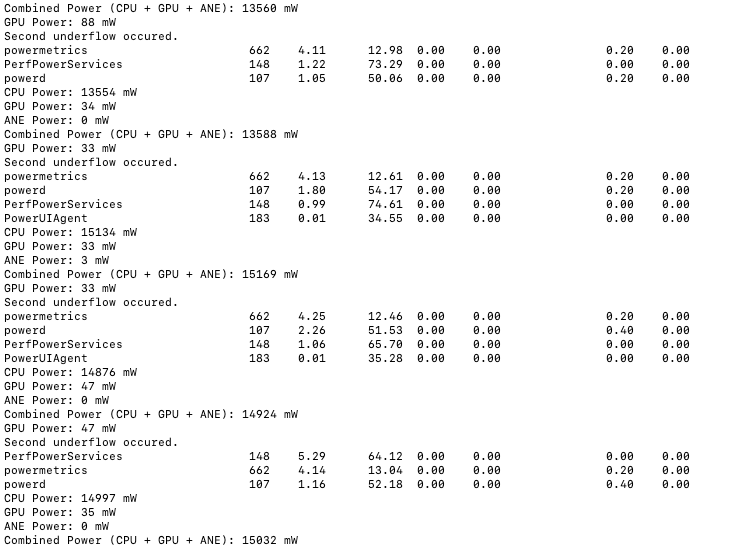 Combined Power (CPU + GPU + ANE): 13560 mW
GPU Power: 88 mW
Second underflow occured.
powermetrics 662 4.11 12.98 0.00 0.00 0.20 0.00
PerfPowerServices 148 1.22 73.29 0.00 0.00 0.00 0.00
powerd 107 1.05 50.06 0.00 0.00 0.20 0.00
CPU Power: 13554 mW
GPU Power: 34 mW
ANE Power: 0 mW
Combined Power (CPU + GPU + ANE): 13588 mW
GPU Power: 33 mW
Second underflow occured.
powermetrics 662 4.13 12.61 0.00 0.00 0.20 0.00
powerd 107 1.80 54.17 0.00 0.00 0.20 0.00
PerfPowerServices 148 0.99 74.61 0.00 0.00 0.00 0.00
PowerUIAgent 183 0.01 34.55 0.00 0.00 0.00 0.00
CPU Power: 15134 mW
GPU Power: 33 mW
ANE Power: 3 mW
Combined Power (CPU + GPU + ANE): 15169 mW
GPU Power: 33 mW
Second underflow occured.
powermetrics 662 4.25 12.46 0.00 0.00 0.20 0.00
powerd 107 2.26 51.53 0.00 0.00 0.40 0.00
PerfPowerServices 148 1.06 65.70 0.00 0.00 0.00 0.00
PowerUIAgent 183 0.01 35.28 0.00 0.00 0.00 0.00
CPU Power: 14876 mW
GPU Power: 47 mW
ANE Power: 0 mW
Combined Power (CPU + GPU + ANE): 14924 mW
GPU Power: 47 mW
Second underflow occured.
PerfPowerServices 148 5.29 64.12 0.00 0.00 0.00 0.00
powermetrics 662 4.14 13.04 0.00 0.00 0.20 0.00
powerd 107 1.16 52.18 0.00 0.00 0.40 0.00
CPU Power: 14997 mW
GPU Power: 35 mW
ANE Power: 0 mW
Combined Power (CPU + GPU + ANE): 15032 mW